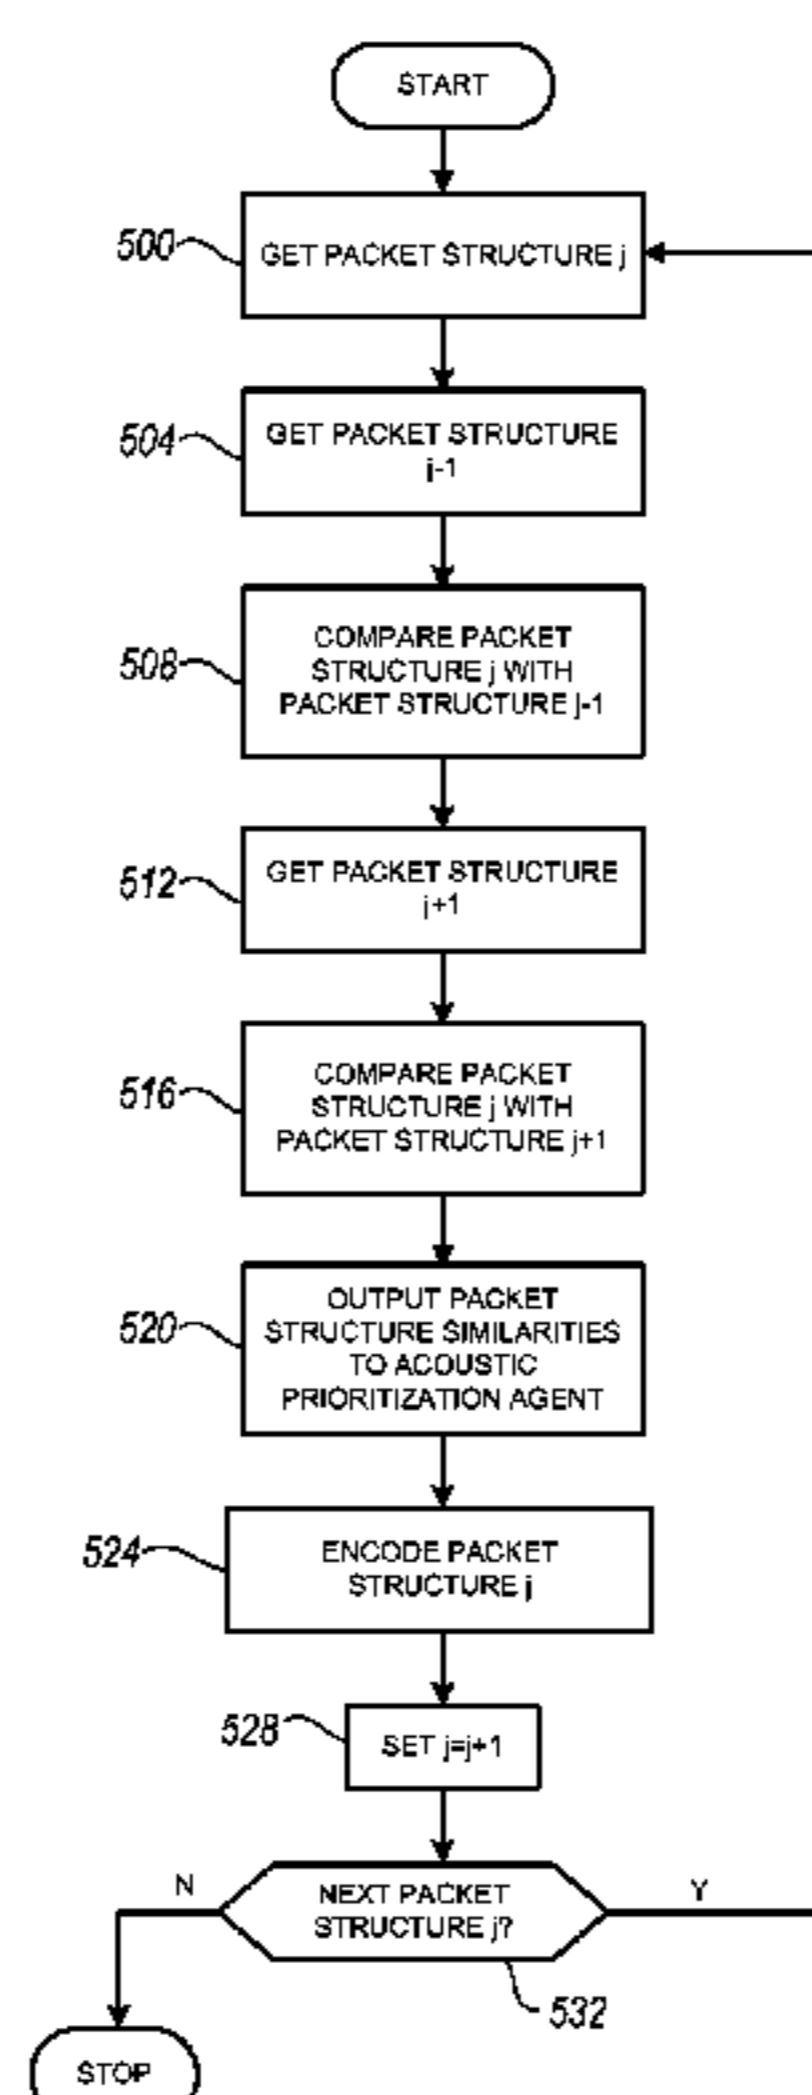 START
500
GET PACKET STRUCTURE j
504
GET PACKET STRUCTURE
j-1
508
COMPARE PACKET
STRUCTURE j WITH
PACKET STRUCTURE j-1
512
GET PACKET STRUCTURE
j+1
516
COMPARE PACKET
STRUCTURE j WITH
PACKET STRUCTURE j+1
520
OUTPUT PACKET
STRUCTURE SIMILARITIES
TO ACOUSTIC
PRIORITIZATION AGENT
524
ENCODE PACKET
STRUCTURE j
528
SET j=j+1
N
NEXT PACKET
STRUCTURE j?
Y
532
STOP